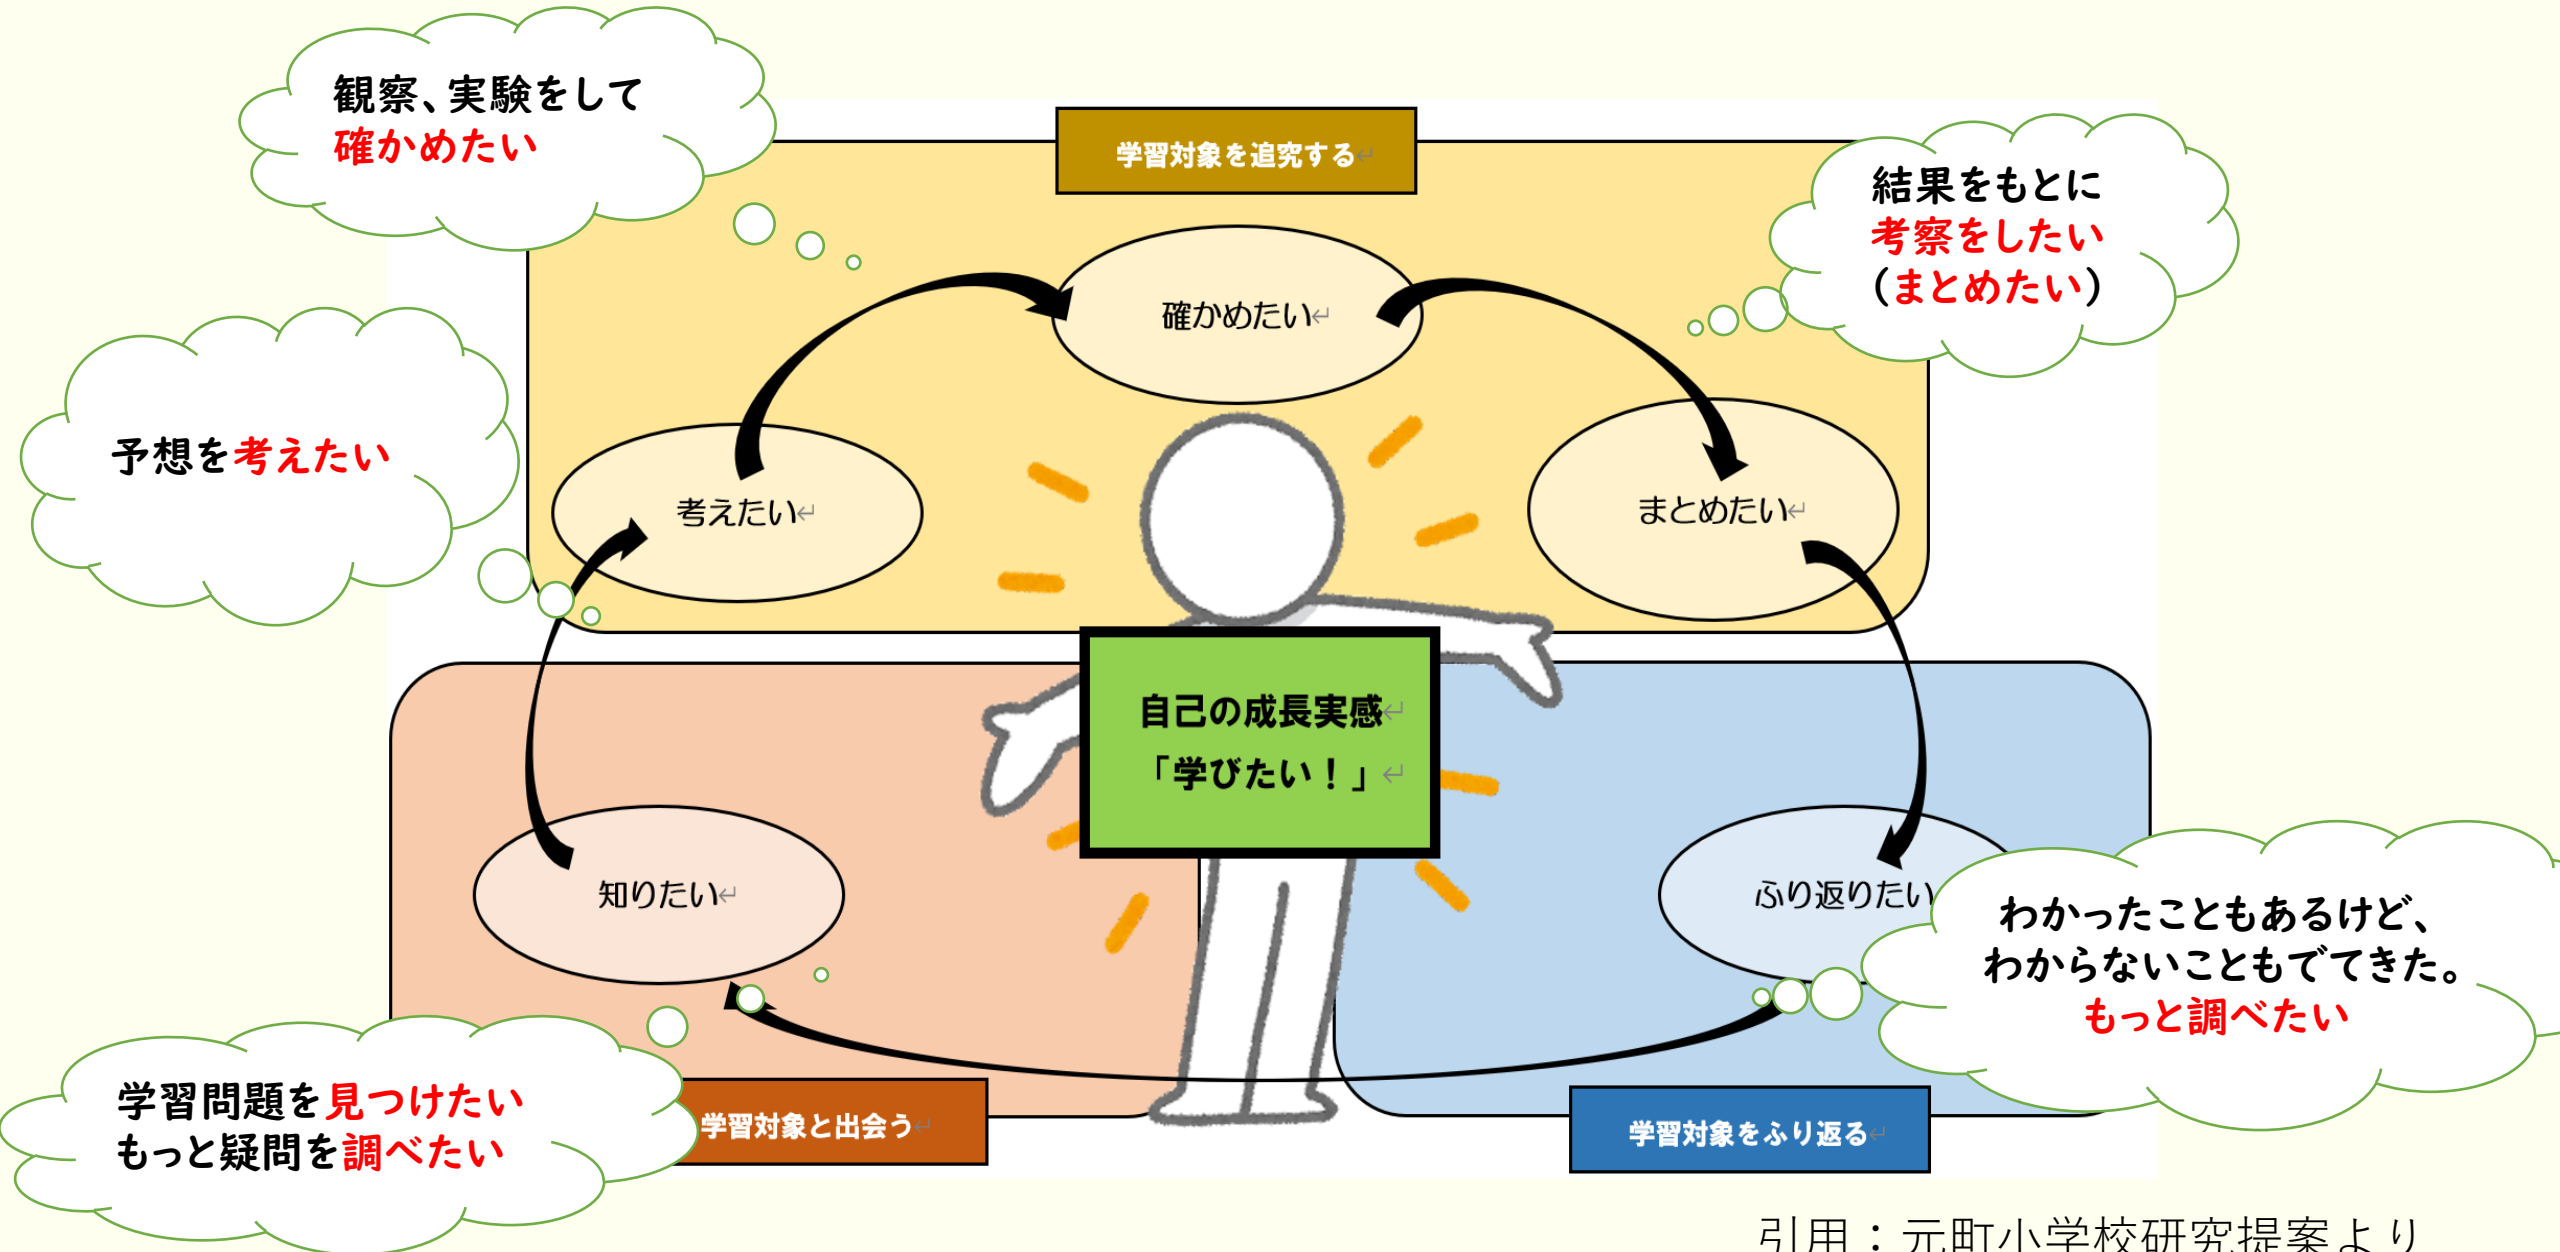 観察、実験をして
確かめたい
学習対象を追究する
結果をもとに
考察をしたい
(まとめたい)
確かめたい
予想を考えたい
考えたい
まとめたい
自己の成長実感
「学びたい！」
知りたい
ふり返りたい
わかったこともあるけど、
わからないこともでてきた。
もっと調べたい
学習問題を見つけたい
もっと疑問を調べたい
学習対象と出会う
学習対象をふり返る
引用：元町小学校研究提案より